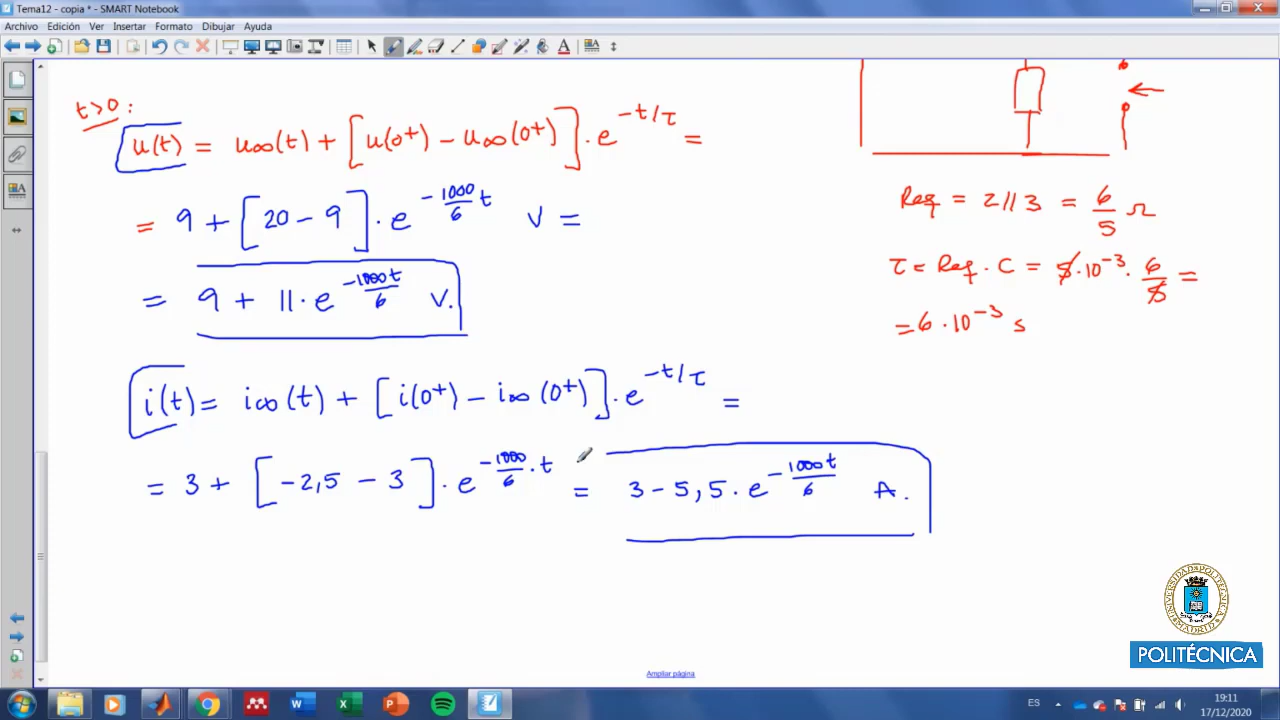 Tema12 - copia * - SMART Notebook
Archivo Edición Ver Insertar Formato Dibujar Ayuda
t>0:
u(t) = u∞(t) + [u(0+) - u∞(0+)] · e^(-t/τ) =
= 9 + [20 - 9] · e^(-1000/6 t) V =
= 9 + 11 · e^(-1000t/6) V.
Req = 2//3 = 6/5 Ω
τ = Req · C = 5·10^-3 · 6/5 =
= 6·10^-3 s
i(t) = i∞(t) + [i(0+) - i∞(0+)] · e^(-t/τ) =
= 3 + [-2,5 - 3] · e^(-1000/6 · t) = 3 - 5,5 · e^(-1000t/6) A.
POLITÉCNICA
Ampliar página
ES
19:11
17/12/2020